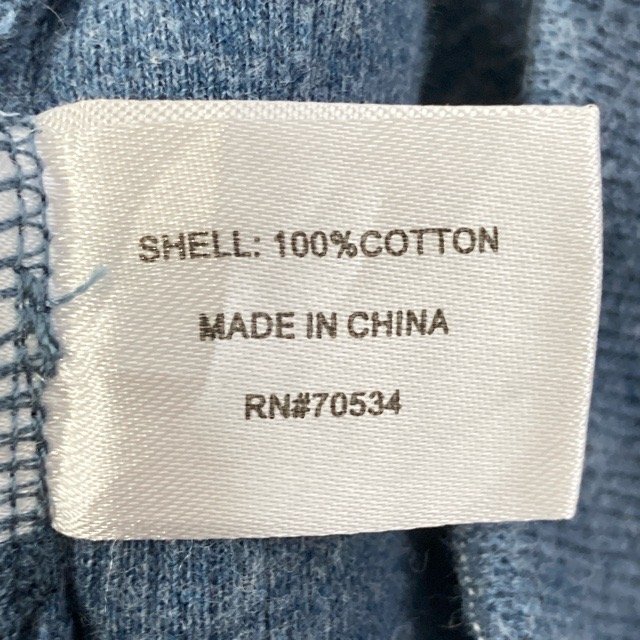 SHELL: 100%COTTON
MADE IN CHINA
RN#70534